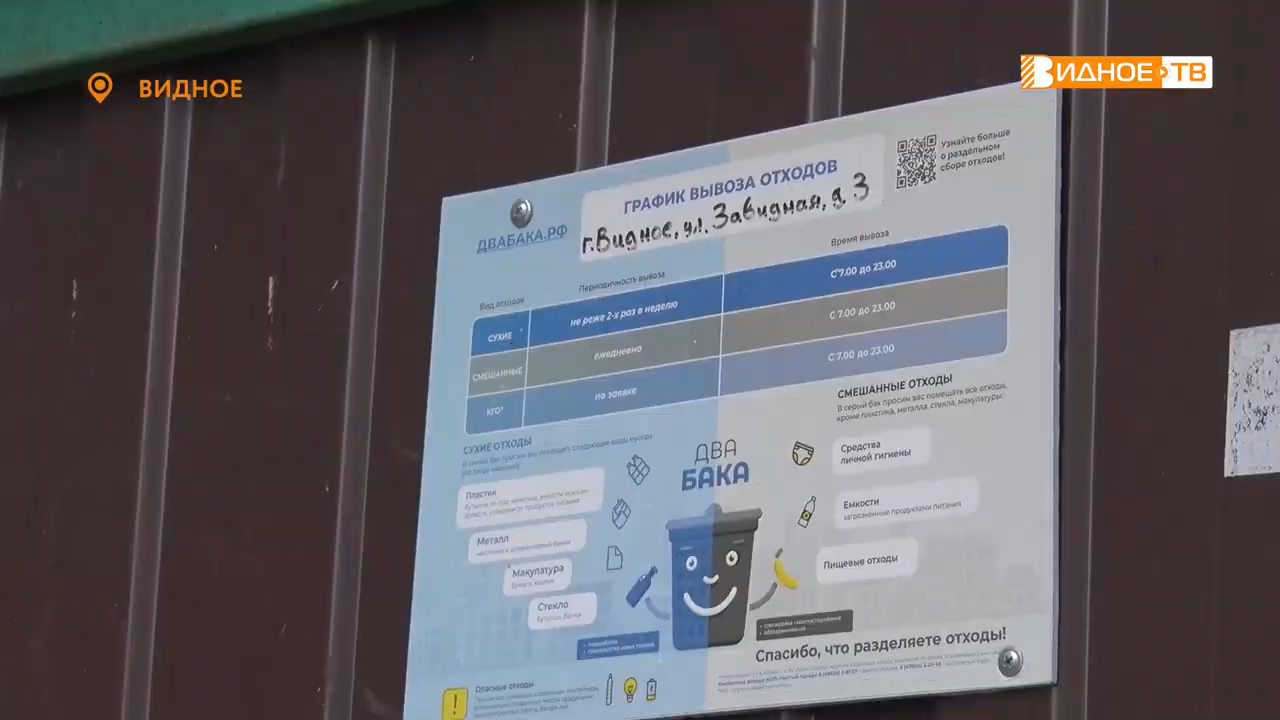 ВИДНОЕ
ВИДНОЕ ТВ
ГРАФИК ВЫВОЗА ОТХОДОВ
г.Видное, ул. Завидная, д. 3
Узнайте больше
о раздельном
сборе отходов!
ДВАБАКА.РФ
Вид отходов
Периодичность вывоза
Время вывоза
СУХИЕ
не реже 2-х раз в неделю
С 7.00 до 23.00
СМЕШАННЫЕ
ежедневно
С 7.00 до 23.00
КГО*
по заявке
С 7.00 до 23.00
СУХИЕ ОТХОДЫ
Пластик
Металл
Макулатура
Стекло
ДВА
БАКА
СМЕШАННЫЕ ОТХОДЫ
В серый бак просим вас помещать все отходы,
кроме пластика, металла, стекла, макулатуры:
Средства
личной гигиены
Емкости
загрязнённые продуктами питания
Пищевые отходы
Спасибо, что разделяете отходы!
Опасные отходы